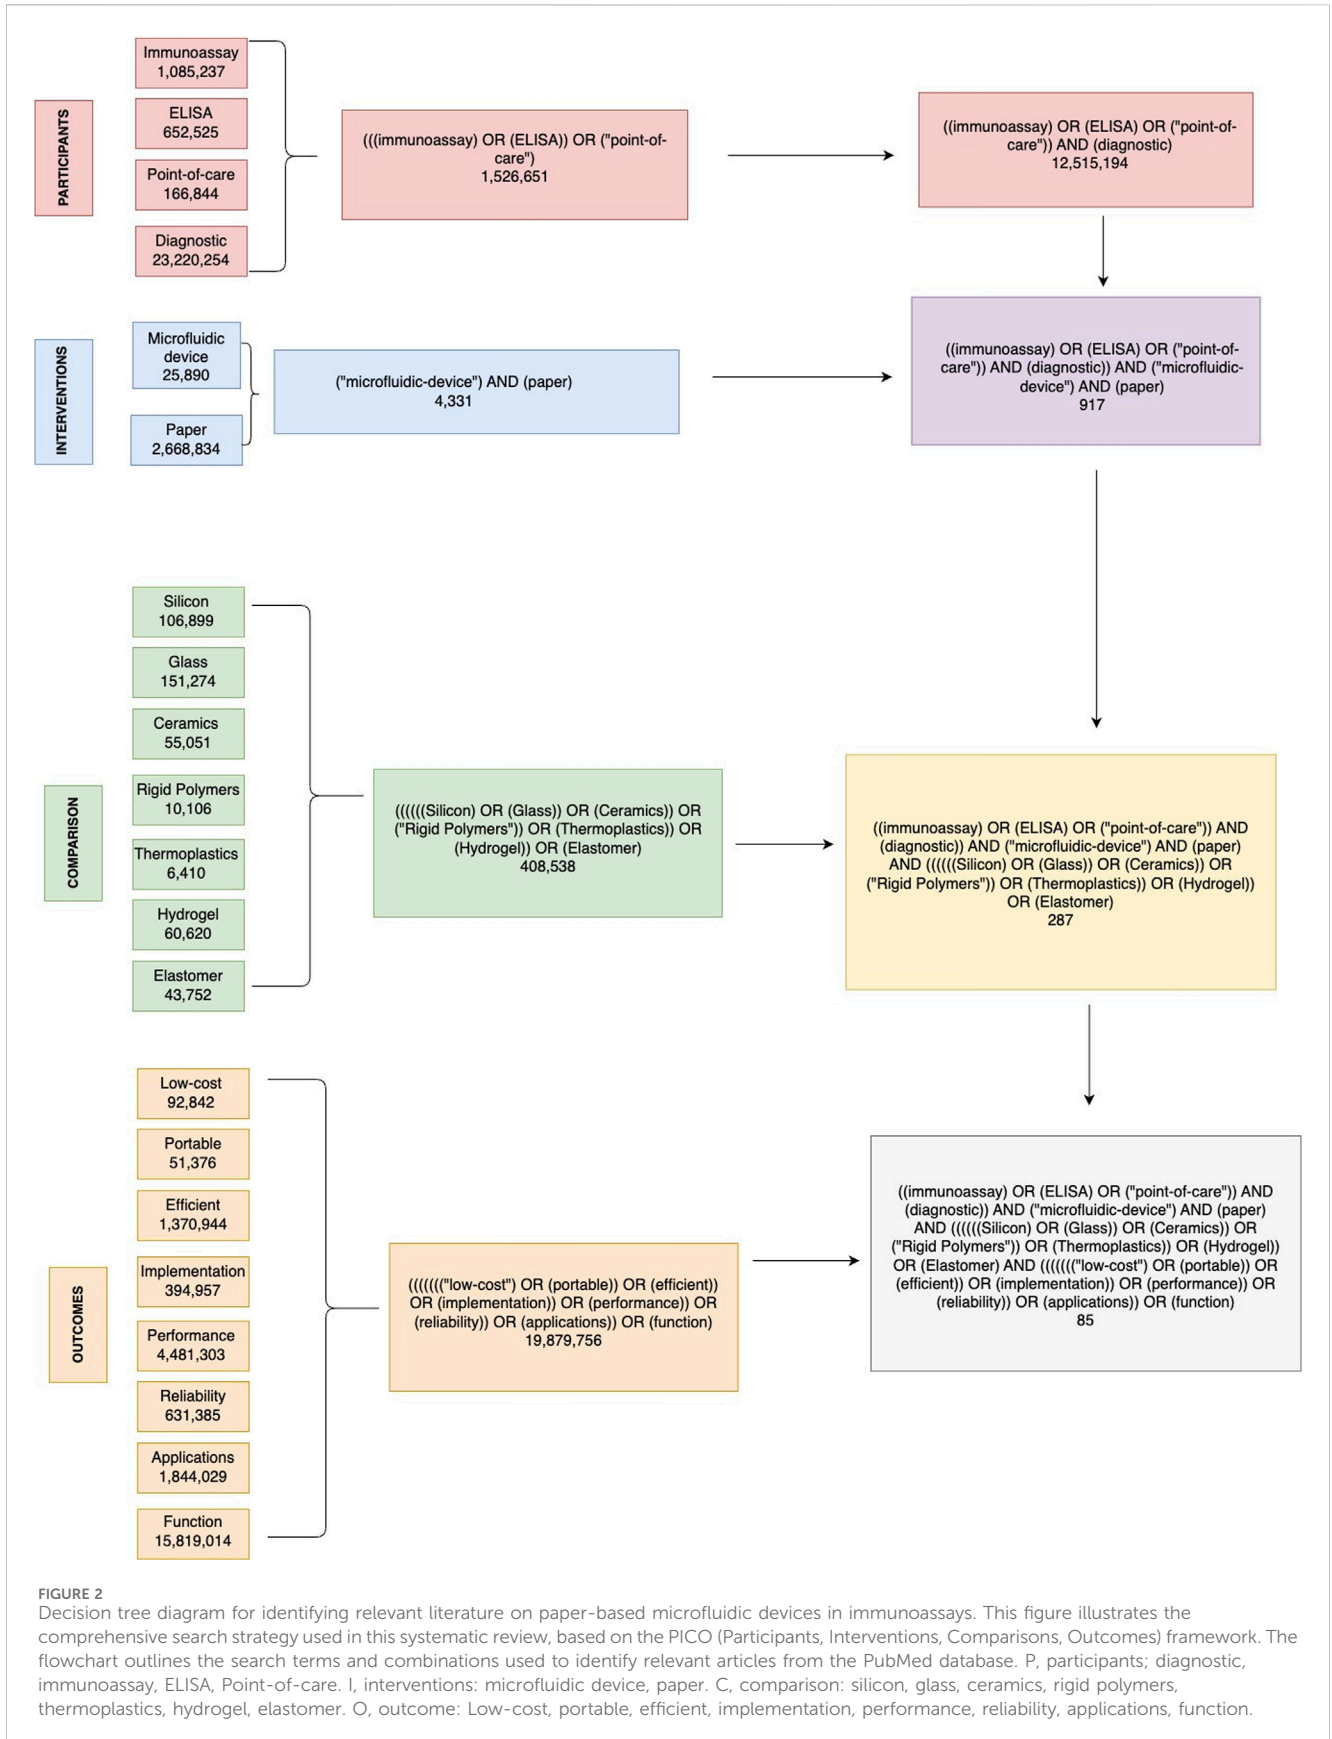 PARTICIPANTS
Immunoassay
1,085,237
ELISA
652,525
Point-of-care
166,844
Diagnostic
23,220,254
(((immunoassay) OR (ELISA)) OR ("point-of-
care")
1,526,651
((immunoassay) OR (ELISA) OR ("point-of-
care")) AND (diagnostic)
12,515,194
INTERVENTIONS
Microfluidic
device
25,890
Paper
2,668,834
("microfluidic-device") AND (paper)
4,331
((immunoassay) OR (ELISA) OR ("point-of-
care")) AND (diagnostic)) AND ("microfluidic-
device") AND (paper)
917
COMPARISON
Silicon
106,899
Glass
151,274
Ceramics
55,051
Rigid Polymers
10,106
Thermoplastics
6,410
Hydrogel
60,620
Elastomer
43,752
((((((Silicon) OR (Glass)) OR (Ceramics)) OR
("Rigid Polymers")) OR (Thermoplastics)) OR
(Hydrogel)) OR (Elastomer)
408,538
((immunoassay) OR (ELISA) OR ("point-of-care")) AND
(diagnostic)) AND ("microfluidic-device") AND (paper)
AND ((((((Silicon) OR (Glass)) OR (Ceramics)) OR
("Rigid Polymers")) OR (Thermoplastics)) OR (Hydrogel))
OR (Elastomer)
287
OUTCOMES
Low-cost
92,842
Portable
51,376
Efficient
1,370,944
Implementation
394,957
Performance
4,481,303
Reliability
631,385
Applications
1,844,029
Function
15,819,014
((((((("low-cost") OR (portable)) OR (efficient))
OR (implementation)) OR (performance)) OR
(reliability)) OR (applications)) OR (function)
19,879,756
((immunoassay) OR (ELISA) OR ("point-of-care")) AND
(diagnostic)) AND ("microfluidic-device") AND (paper)
AND ((((((Silicon) OR (Glass)) OR (Ceramics)) OR
("Rigid Polymers")) OR (Thermoplastics)) OR (Hydrogel))
OR (Elastomer) AND ((((((("low-cost") OR (portable)) OR
(efficient)) OR (implementation)) OR (performance)) OR
(reliability)) OR (applications)) OR (function)
85
FIGURE 2
Decision tree diagram for identifying relevant literature on paper-based microfluidic devices in immunoassays. This figure illustrates the
comprehensive search strategy used in this systematic review, based on the PICO (Participants, Interventions, Comparisons, Outcomes) framework. The
flowchart outlines the search terms and combinations used to identify relevant articles from the PubMed database. P, participants; diagnostic,
immunoassay, ELISA, Point-of-care. I, interventions: microfluidic device, paper. C, comparison: silicon, glass, ceramics, rigid polymers,
thermoplastics, hydrogel, elastomer. O, outcome: Low-cost, portable, efficient, implementation, performance, reliability, applications, function.